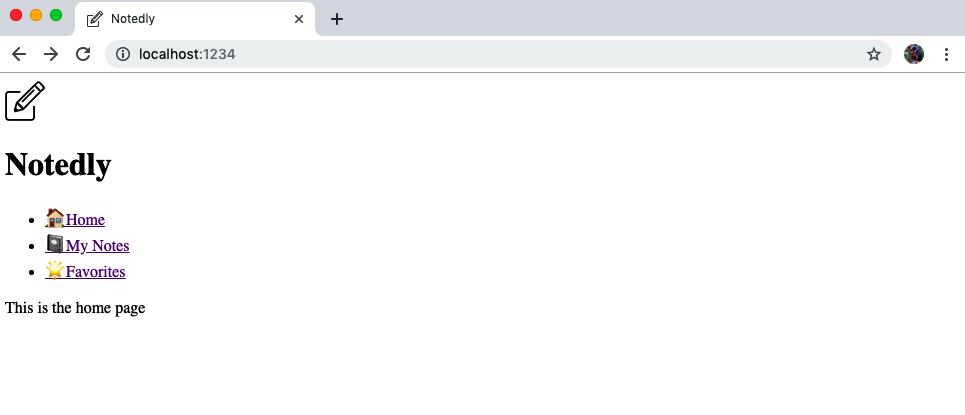 Notedly
localhost:1234
Notedly
🏠Home
📓My Notes
🌟Favorites
This is the home page